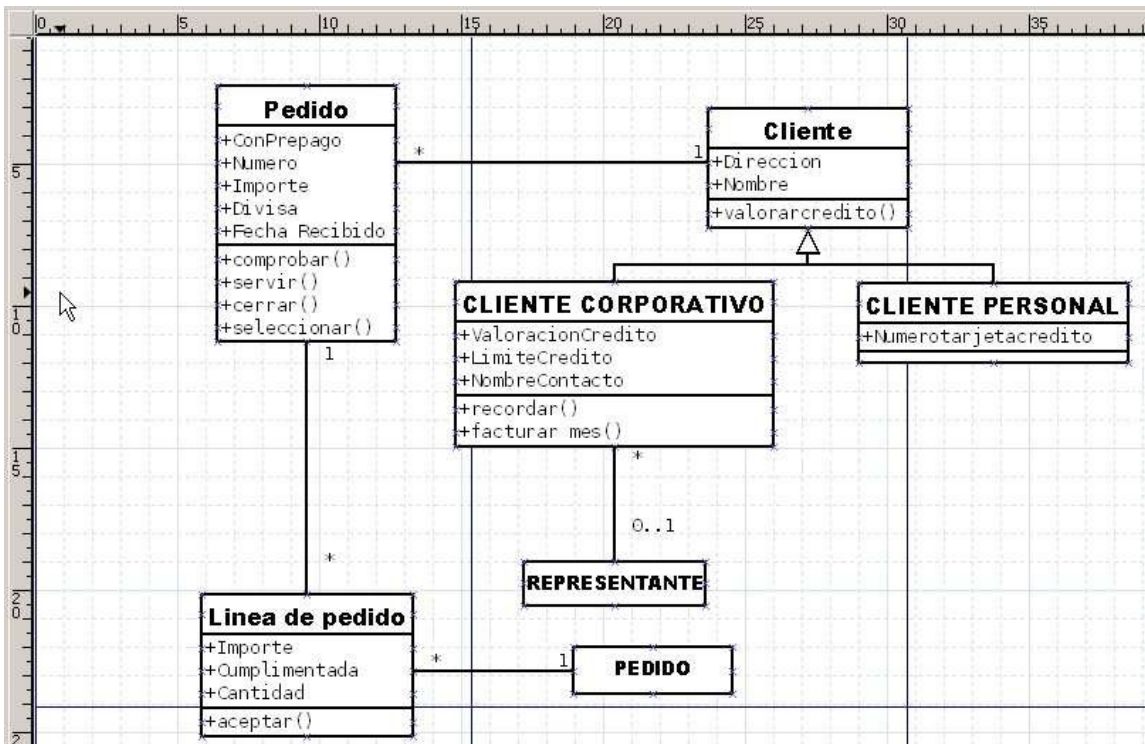 0 5 10 15 20 25 30 35
5
10
15
20
2
Pedido
+ConPrepago
+Numero
+Importe
+Divisa
+Fecha Recibido
+comprobar()
+servir()
+cerrar()
+seleccionar()
*
1
Cliente
+Direccion
+Nombre
+valorarcredito()
CLIENTE CORPORATIVO
+ValoracionCredito
+LimiteCredito
+NombreContacto
+recordar()
+facturar mes()
CLIENTE PERSONAL
+Numerotarjetacredito
1
*
*
0..1
REPRESENTANTE
Linea de pedido
+Importe
+Cumplimentada
+Cantidad
+aceptar()
*
1
PEDIDO